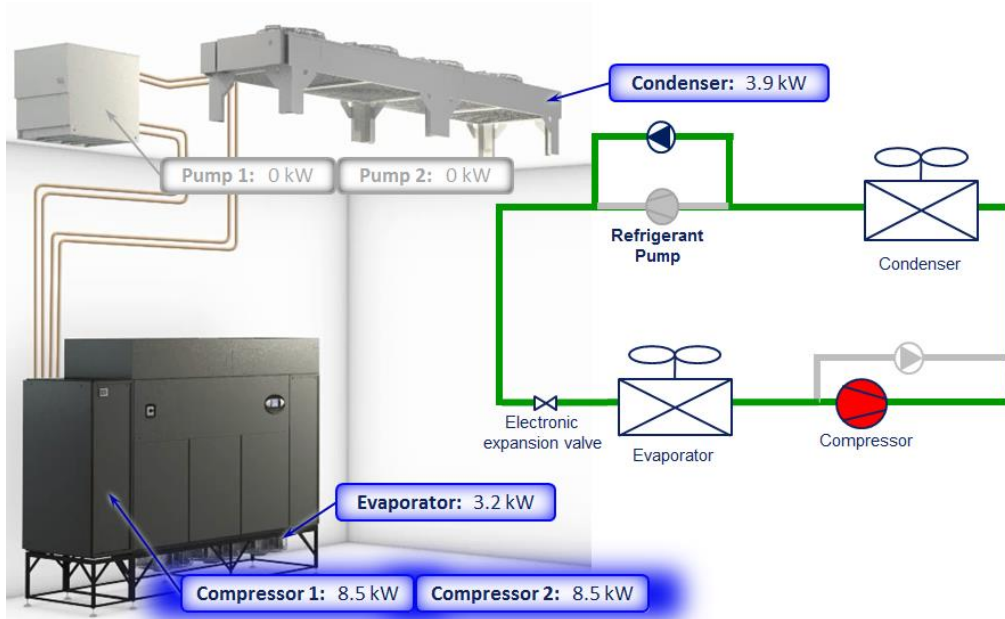 Condenser: 3.9 kW
Pump 1: 0 kW
Pump 2: 0 kW
Refrigerant
Pump
Condenser
Electronic
expansion valve
Evaporator
Compressor
Evaporator: 3.2 kW
Compressor 1: 8.5 kW
Compressor 2: 8.5 kW